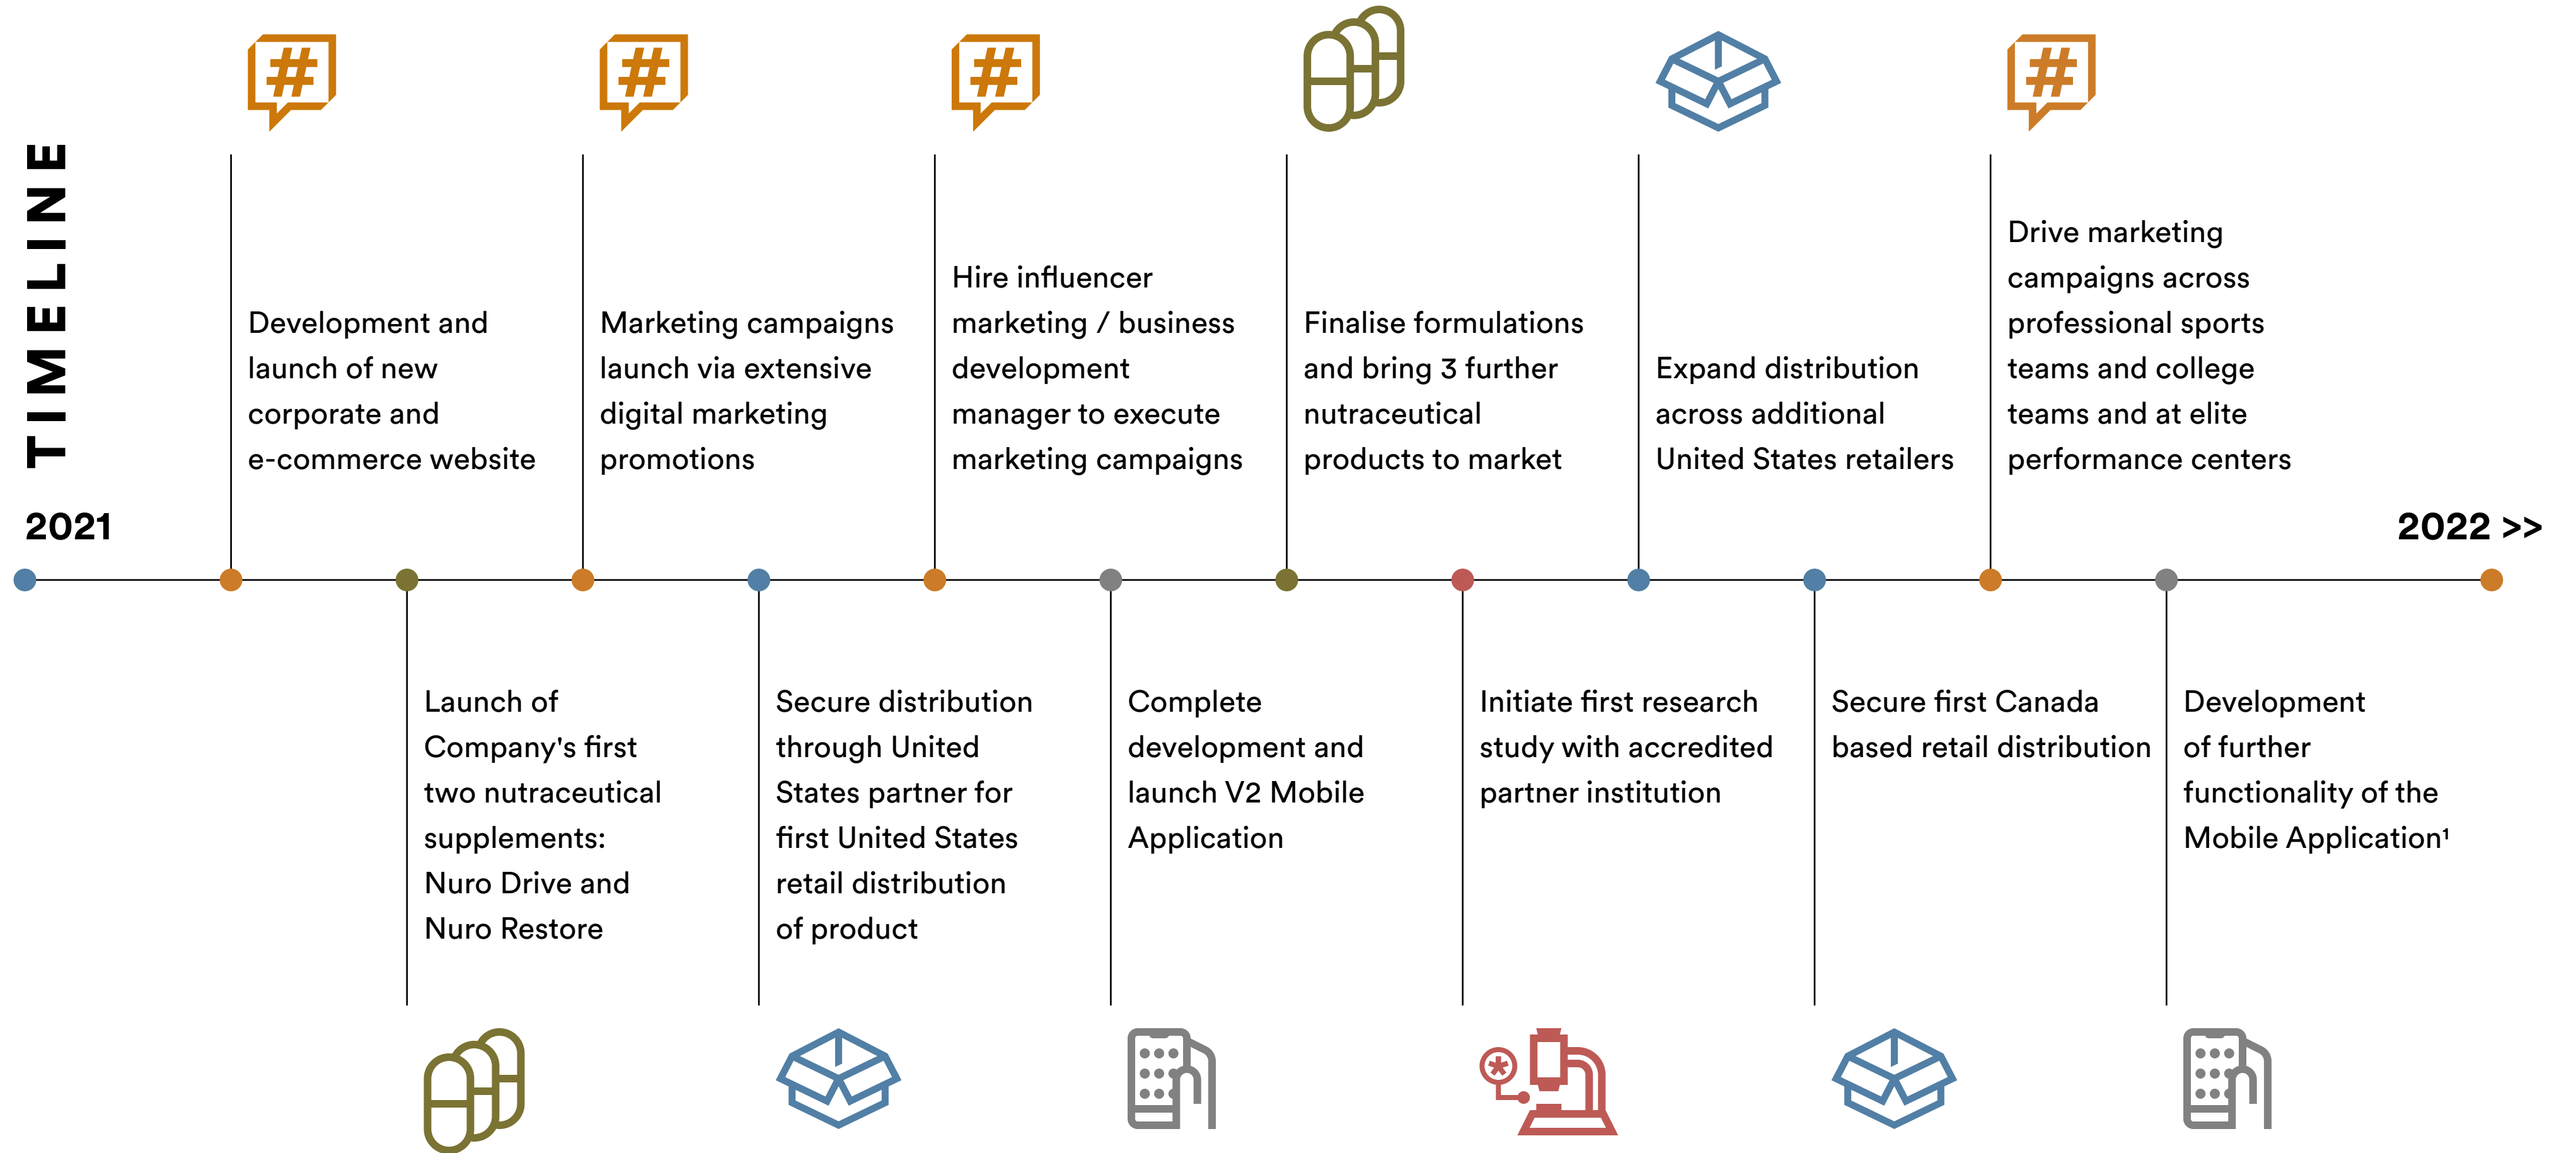 TIMELINE
2021
2022 >>
Development and
launch of new
corporate and
e-commerce website
Launch of
Company's first
two nutraceutical
supplements:
Nuro Drive and
Nuro Restore
Marketing campaigns
launch via extensive
digital marketing
promotions
Secure distribution
through United
States partner for
first United States
retail distribution
of product
Hire influencer
marketing / business
development
manager to execute
marketing campaigns
Complete
development and
launch V2 Mobile
Application
Finalise formulations
and bring 3 further
nutraceutical
products to market
Initiate first research
study with accredited
partner institution
Expand distribution
across additional
United States retailers
Secure first Canada
based retail distribution
Drive marketing
campaigns across
professional sports
teams and college
teams and at elite
performance centers
Development
of further
functionality of the
Mobile Application¹